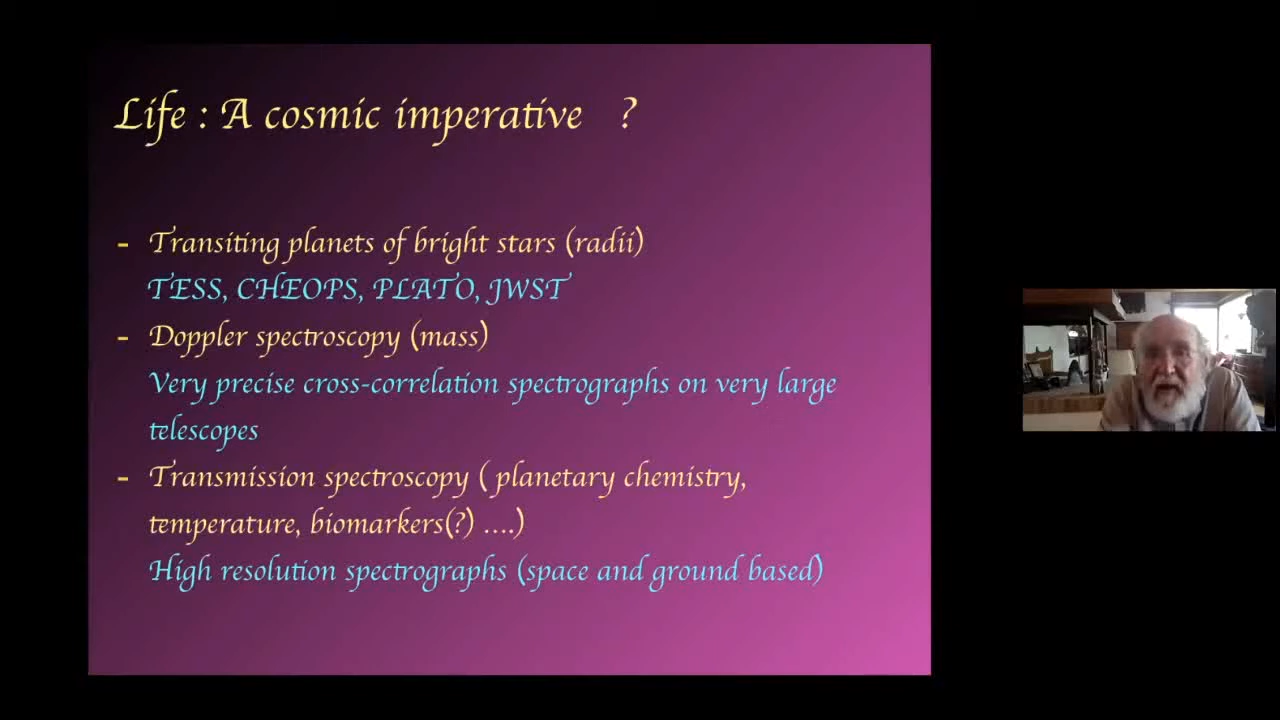 Life : A cosmic imperative ?
- Transiting planets of bright stars (radii)
TESS, CHEOPS, PLATO, JWST
- Doppler spectroscopy (mass)
Very precise cross-correlation spectrographs on very large
telescopes
- Transmission spectroscopy ( planetary chemistry,
temperature, biomarkers(?) ....)
High resolution spectrographs (space and ground based)